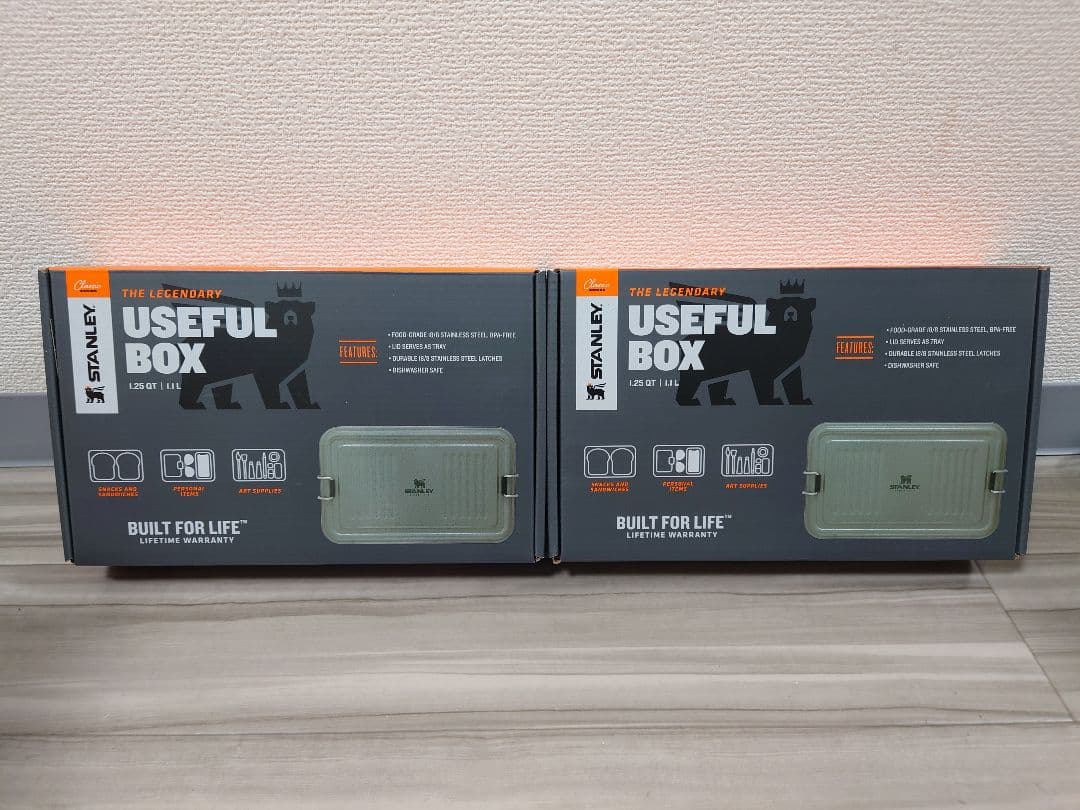 Classic
SERIES
STANLEY
THE LEGENDARY
USEFUL
BOX
1.25 QT | 1.1 L
FEATURES:
• FOOD-GRADE 18/8 STAINLESS STEEL, BPA-FREE
• LID SERVES AS TRAY
• DURABLE 18/8 STAINLESS STEEL LATCHES
• DISHWASHER SAFE
SNACKS AND
SANDWICHES
PERSONAL
ITEMS
ART SUPPLIES
STANLEY
BUILT FOR LIFE™
LIFETIME WARRANTY
Classic
SERIES
STANLEY
THE LEGENDARY
USEFUL
BOX
1.25 QT | 1.1 L
FEATURES:
• FOOD-GRADE 18/8 STAINLESS STEEL, BPA-FREE
• LID SERVES AS TRAY
• DURABLE 18/8 STAINLESS STEEL LATCHES
• DISHWASHER SAFE
SNACKS AND
SANDWICHES
PERSONAL
ITEMS
ART SUPPLIES
STANLEY
BUILT FOR LIFE™
LIFETIME WARRANTY